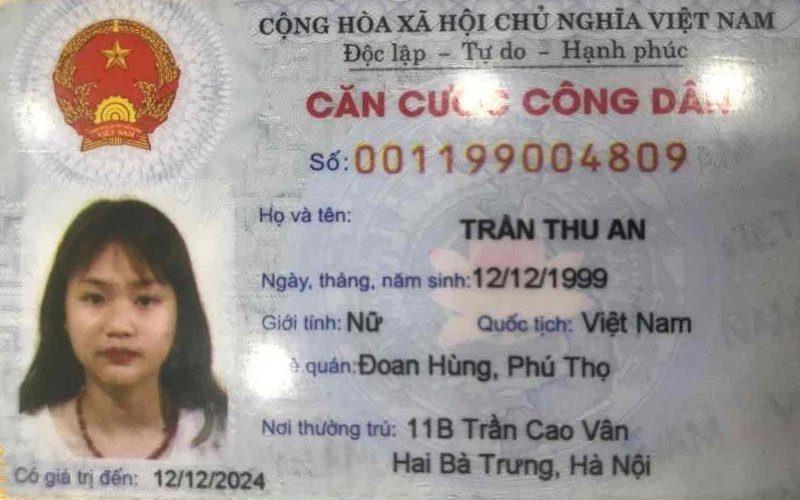 CỘNG HÒA XÃ HỘI CHỦ NGHĨA VIỆT NAM
Độc lập – Tự do – Hạnh phúc
CĂN CƯỚC CÔNG DÂN
Số: 001199004809
Họ và tên: TRẦN THU AN
Ngày, tháng, năm sinh: 12/12/1999
Giới tính: Nữ Quốc tịch: Việt Nam
quán: Đoan Hùng, Phú Thọ
Nơi thường trú: 11B Trần Cao Vân
Hai Bà Trưng, Hà Nội
Có giá trị đến: 12/12/2024
VIỆT NAM